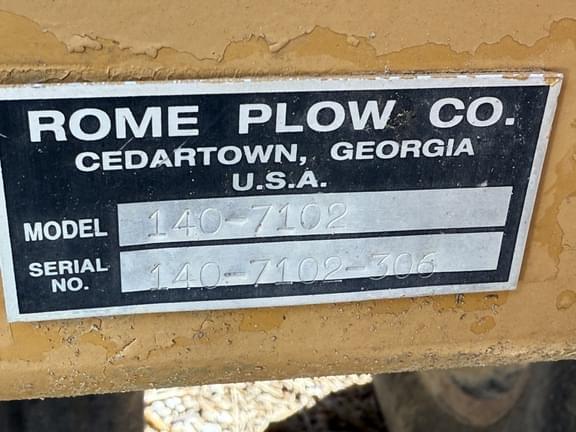 ROME PLOW CO.
CEDARTOWN, GEORGIA
U.S.A.
MODEL 140-7102
SERIAL NO. 140-7102-306